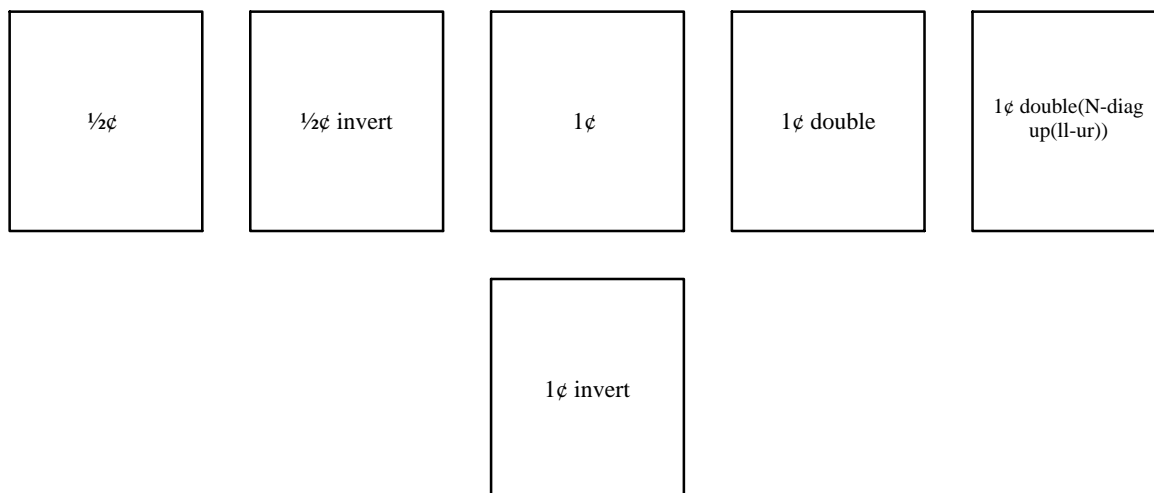 ½¢
½¢ invert
1¢
1¢ double
1¢ double(N-diag
up(ll-ur))
1¢ invert